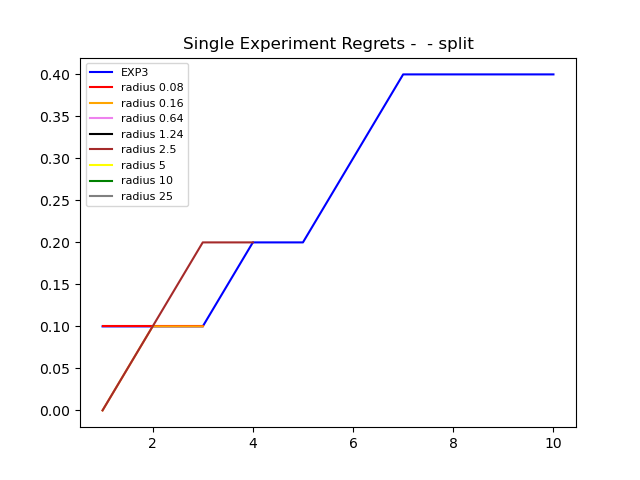 Single Experiment Regrets -  - split
EXP3
radius 0.08
radius 0.16
radius 0.64
radius 1.24
radius 2.5
radius 5
radius 10
radius 25
0.40
0.35
0.30
0.25
0.20
0.15
0.10
0.05
0.00
2 4 6 8 10